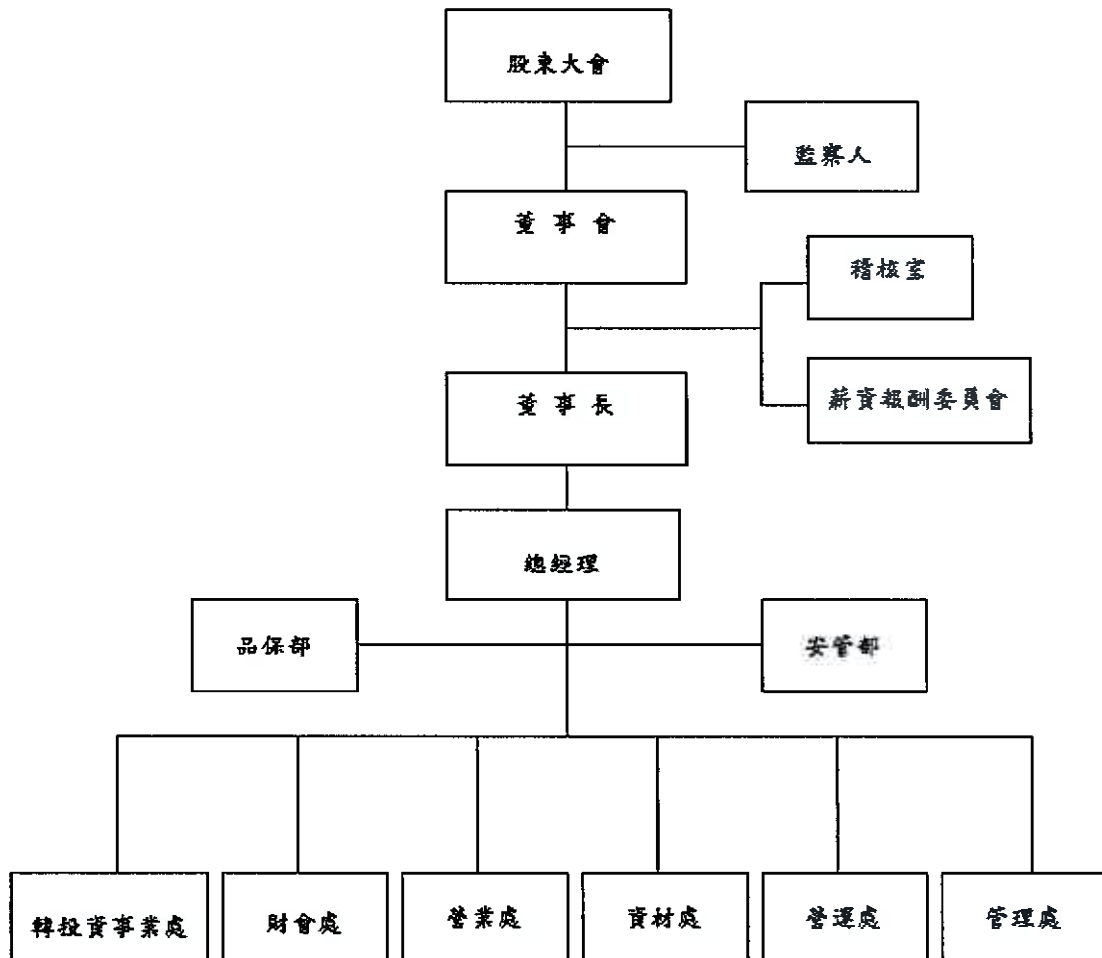 股東大會
監察人
董事會
稽核室
董事長
薪資報酬委員會
總經理
品保部
安管部
轉投資事業處
財會處
營業處
資材處
營運處
管理處